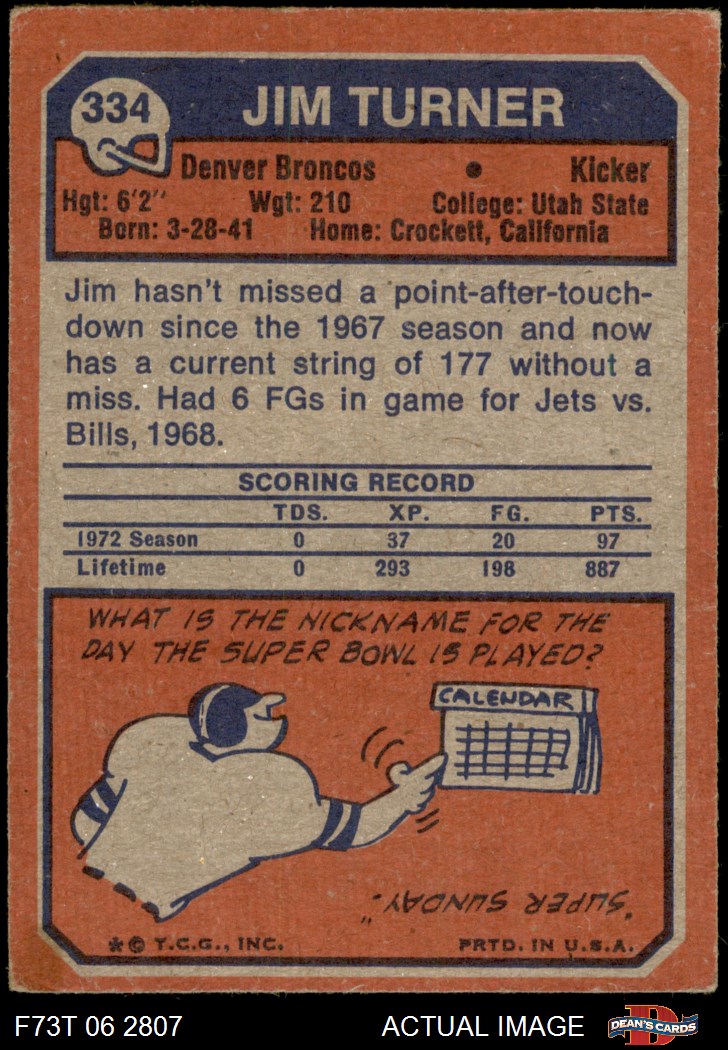 334
JIM TURNER
Denver Broncos • Kicker
Hgt: 6'2" Wgt: 210 College: Utah State
Born: 3-28-41 Home: Crockett, California
Jim hasn't missed a point-after-touch-
down since the 1967 season and now
has a current string of 177 without a
miss. Had 6 FGs in game for Jets vs.
Bills, 1968.
SCORING RECORD
TDS. XP. FG. PTS.
1972 Season 0 37 20 97
Lifetime 0 293 198 887
WHAT IS THE NICKNAME FOR THE
DAY THE SUPER BOWL IS PLAYED?
CALENDAR
"SUPER SUNDAY."
*© T.C.G., INC. PRTD. IN U.S.A.
F73T 06 2807 ACTUAL IMAGE DEAN'S CARDS